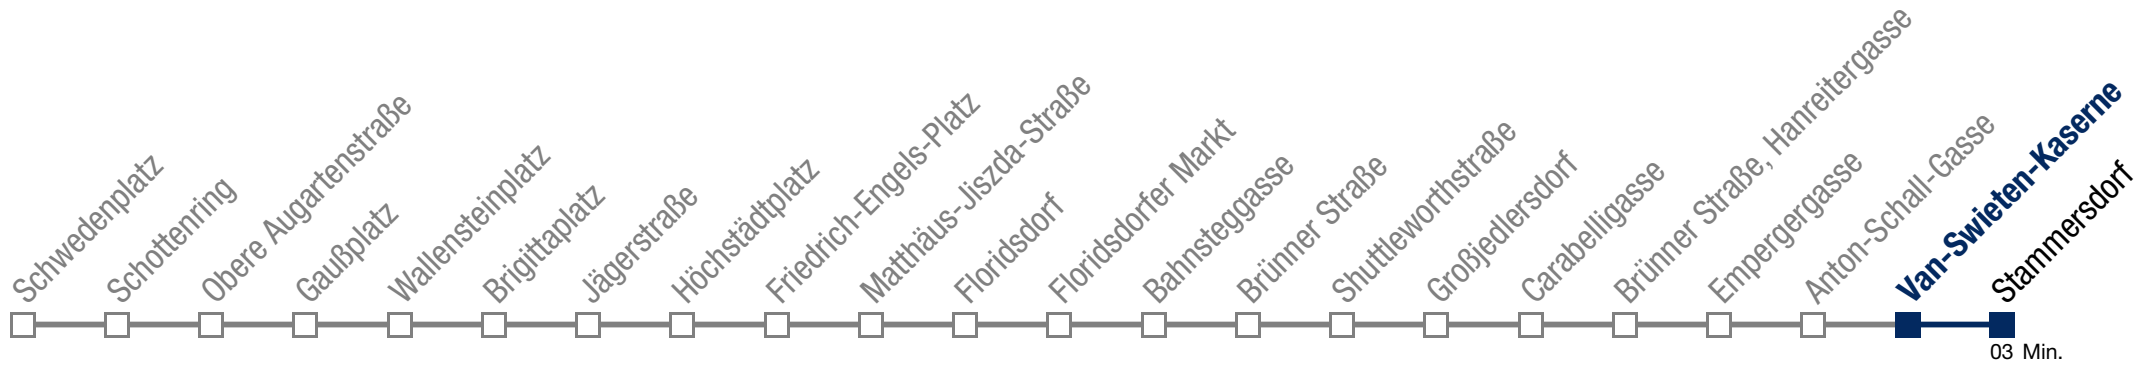 Schwedenplatz
Schottenring
Obere Augartenstraße
Gaußplatz
Wallensteinplatz
Brigittaplatz
Jägerstraße
Höchstädtplatz
Friedrich-Engels-Platz
Matthäus-Jiszda-Straße
Floridsdorf
Floridsdorfer Markt
Bahnsteggasse
Brünner Straße
Shuttleworthstraße
Großjedlersdorf
Carabelligasse
Brünner Straße, Hanreitergasse
Empergergasse
Anton-Schall-Gasse
Van-Swieten-Kaserne
Stammersdorf
03 Min.